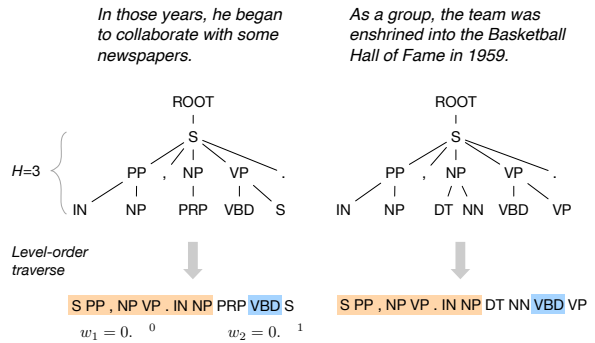 In those years, he began
to collaborate with some
newspapers.
As a group, the team was
enshrined into the Basketball
Hall of Fame in 1959.
ROOT
S
H=3
PP , NP VP .
IN NP PRP VBD S
ROOT
S
PP , NP VP .
IN NP DT NN VBD VP
Level-order
traverse
S PP , NP VP . IN NP PRP VBD S
w₁ = 0. ⁰ w₂ = 0. ¹
S PP , NP VP . IN NP DT NN VBD VP